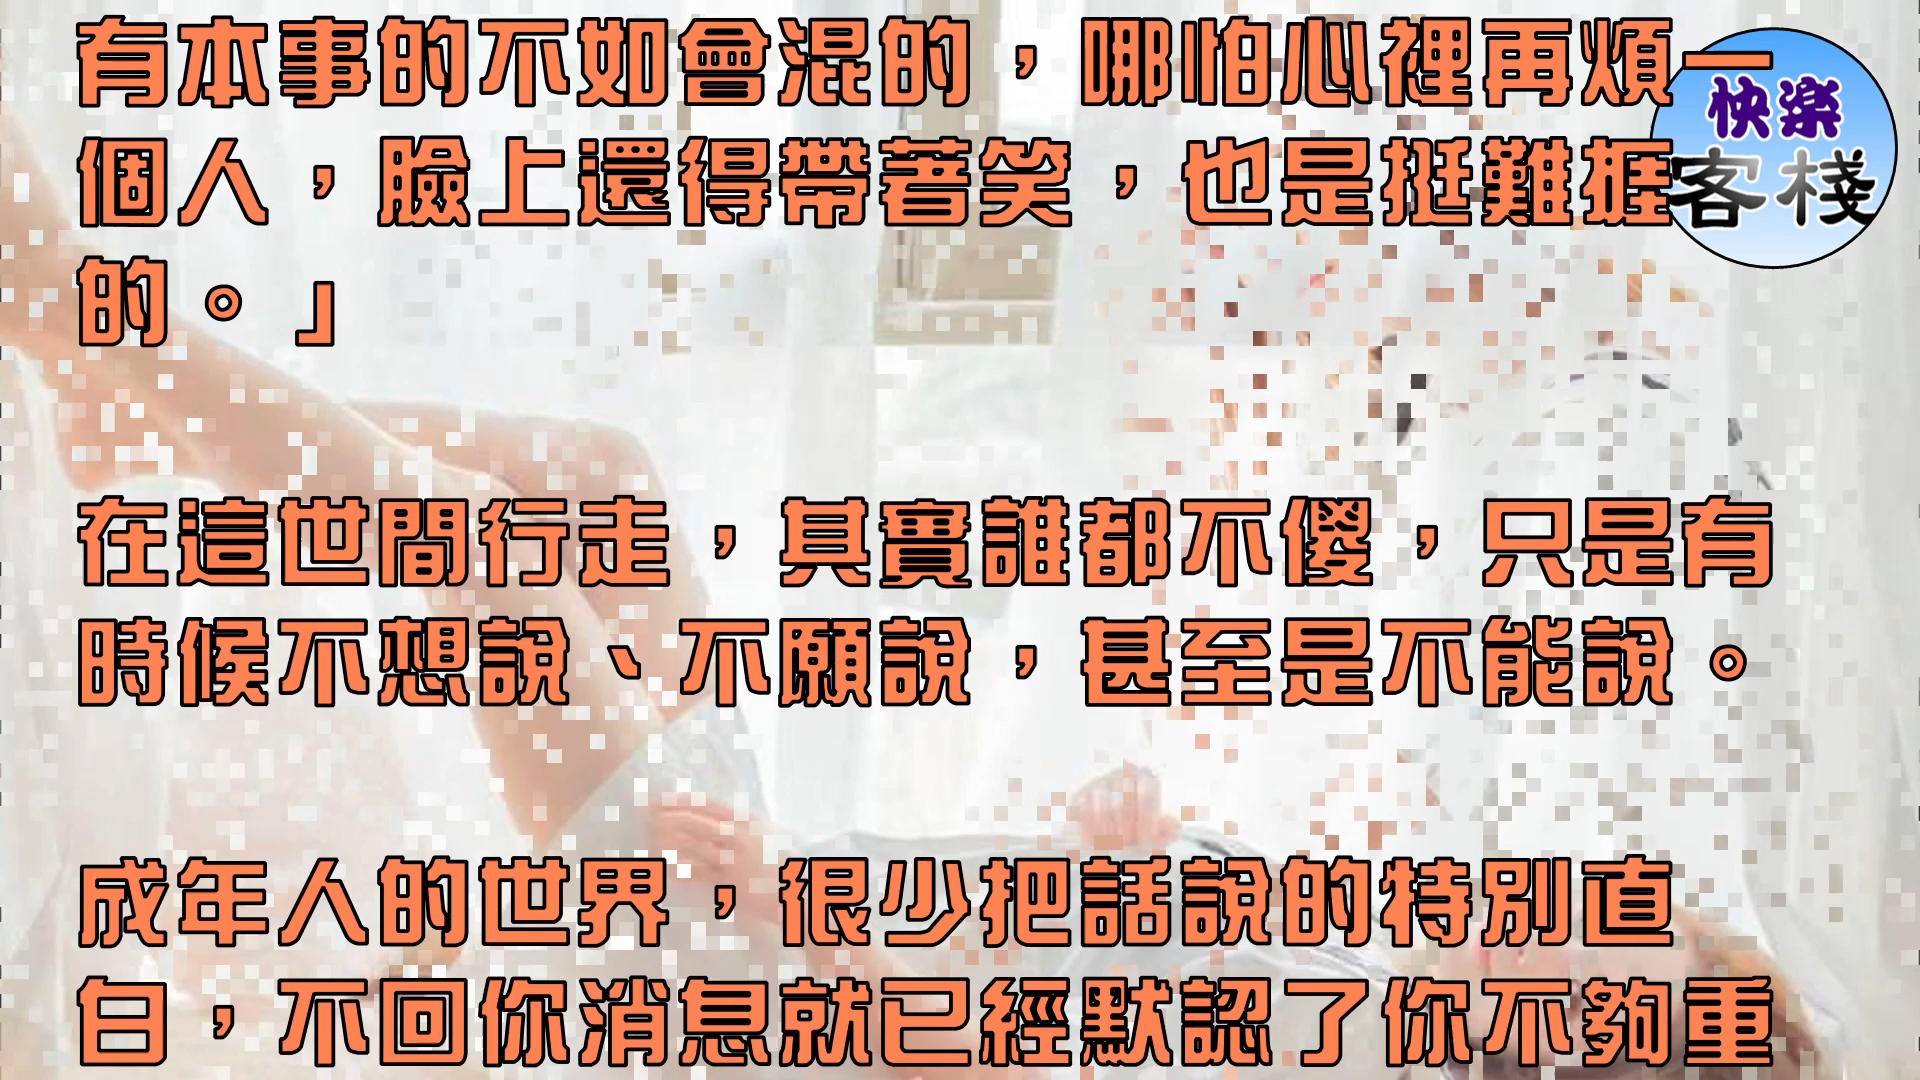 有本事的不如會混的，哪怕心裡再煩一
個人，臉上還得帶著笑，也是挺難捱
的。」
在這世間行走，其實誰都不傻，只是有
時候不想說、不願說，甚至是不能說。
成年人的世界，很少把話說的特別直
白，不回你消息就已經默認了你不夠重
快樂
客棧